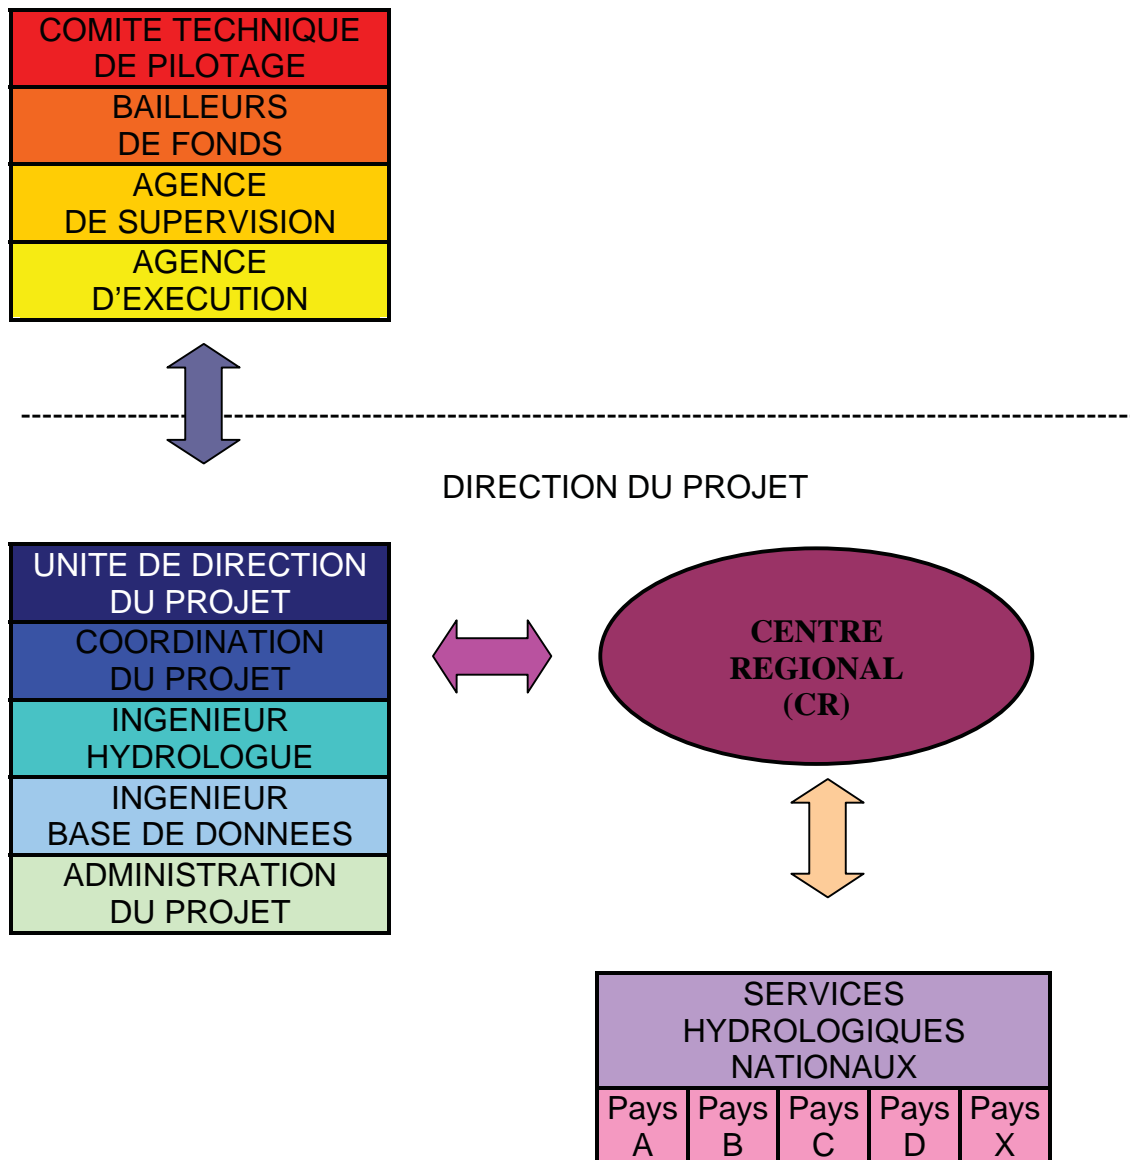 COMITE TECHNIQUE
DE PILOTAGE
BAILLEURS
DE FONDS
AGENCE
DE SUPERVISION
AGENCE
D'EXECUTION
DIRECTION DU PROJET
UNITE DE DIRECTION
DU PROJET
COORDINATION
DU PROJET
INGENIEUR
HYDROLOGUE
INGENIEUR
BASE DE DONNEES
ADMINISTRATION
DU PROJET
CENTRE
REGIONAL
(CR)
SERVICES
HYDROLOGIQUES
NATIONAUX
Pays Pays Pays Pays Pays
A B C D X